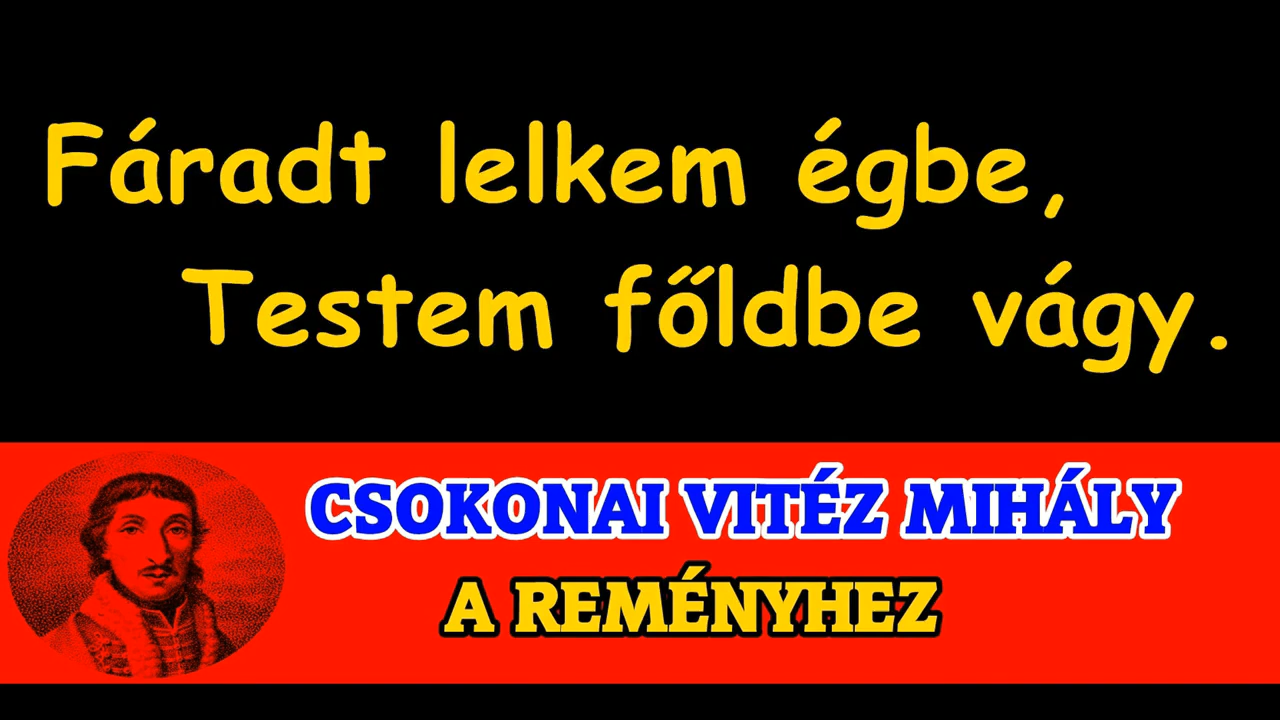 Fáradt lelkem égbe,
Testem főldbe vágy.
CSOKONAI VITÉZ MIHÁLY
A REMÉNYHEZ